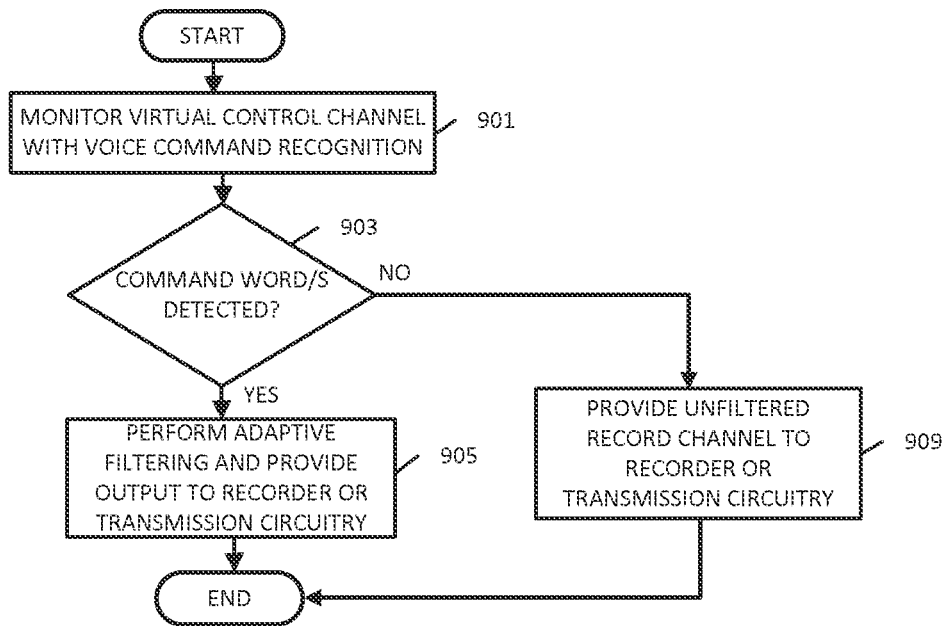 START
MONITOR VIRTUAL CONTROL CHANNEL
WITH VOICE COMMAND RECOGNITION
901
903
COMMAND WORD/S
DETECTED?
NO
YES
PERFORM ADAPTIVE
FILTERING AND PROVIDE
OUTPUT TO RECORDER OR
TRANSMISSION CIRCUITRY
905
PROVIDE UNFILTERED
RECORD CHANNEL TO
RECORDER OR
TRANSMISSION CIRCUITRY
909
END